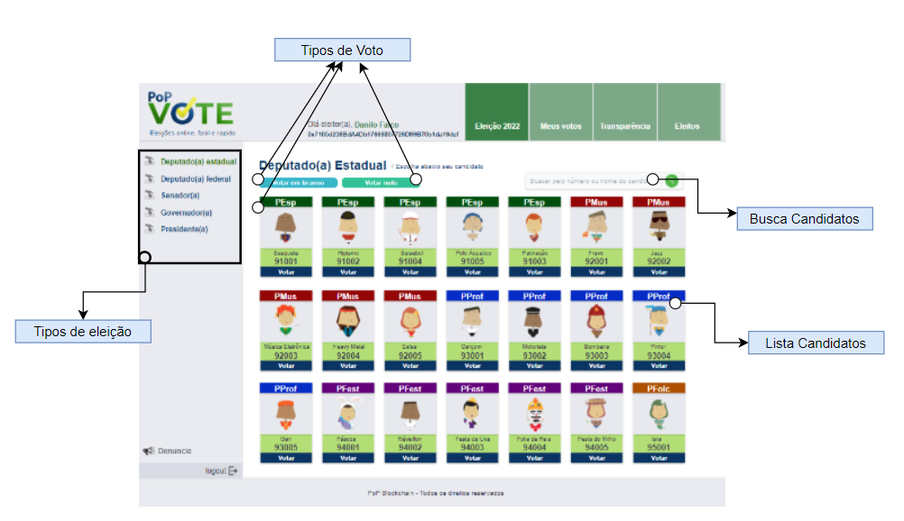 Tipos de Voto
PoP
VOTE
Eleições online, fácil e rápido
Olá eleitor(a), Danilo Falco
Eleição 2022
Meus votos
Transparência
Eleitos
Deputado(a) estadual
Deputado(a) federal
Senador(a)
Governador(a)
Presidente(a)
Deputado(a) Estadual / Escolha abaixo seu candidato
Votar em branco
Votar nulo
Buscar pelo número ou nome do
Busca Candidatos
PEsp PEsp PEsp PEsp PEsp PMus PMus
Basquete Hipismo Beisebol Polo Aquático Patinação Frevo Jazz
91001 91002 91004 91005 91003 92001 92002
Votar Votar Votar Votar Votar Votar Votar
Tipos de eleição
PMus PMus PMus PProf PProf PProf PProf
Música Eletrônica Heavy Metal Salsa Garçom Motorista Bombeira Pintor
92003 92004 92005 93001 93002 93003 93004
Votar Votar Votar Votar Votar Votar Votar
Lista Candidatos
PProf PFest PFest PFest PFest PFest PFolc
Gari Páscoa Réveillon Festa da Uva Folia de Reis Festa do Milho Iara
93005 94001 94002 94003 94004 94005 95001
Votar Votar Votar Votar Votar Votar Votar
Denuncie
logout
PoP Blockchain - Todos os direitos reservados